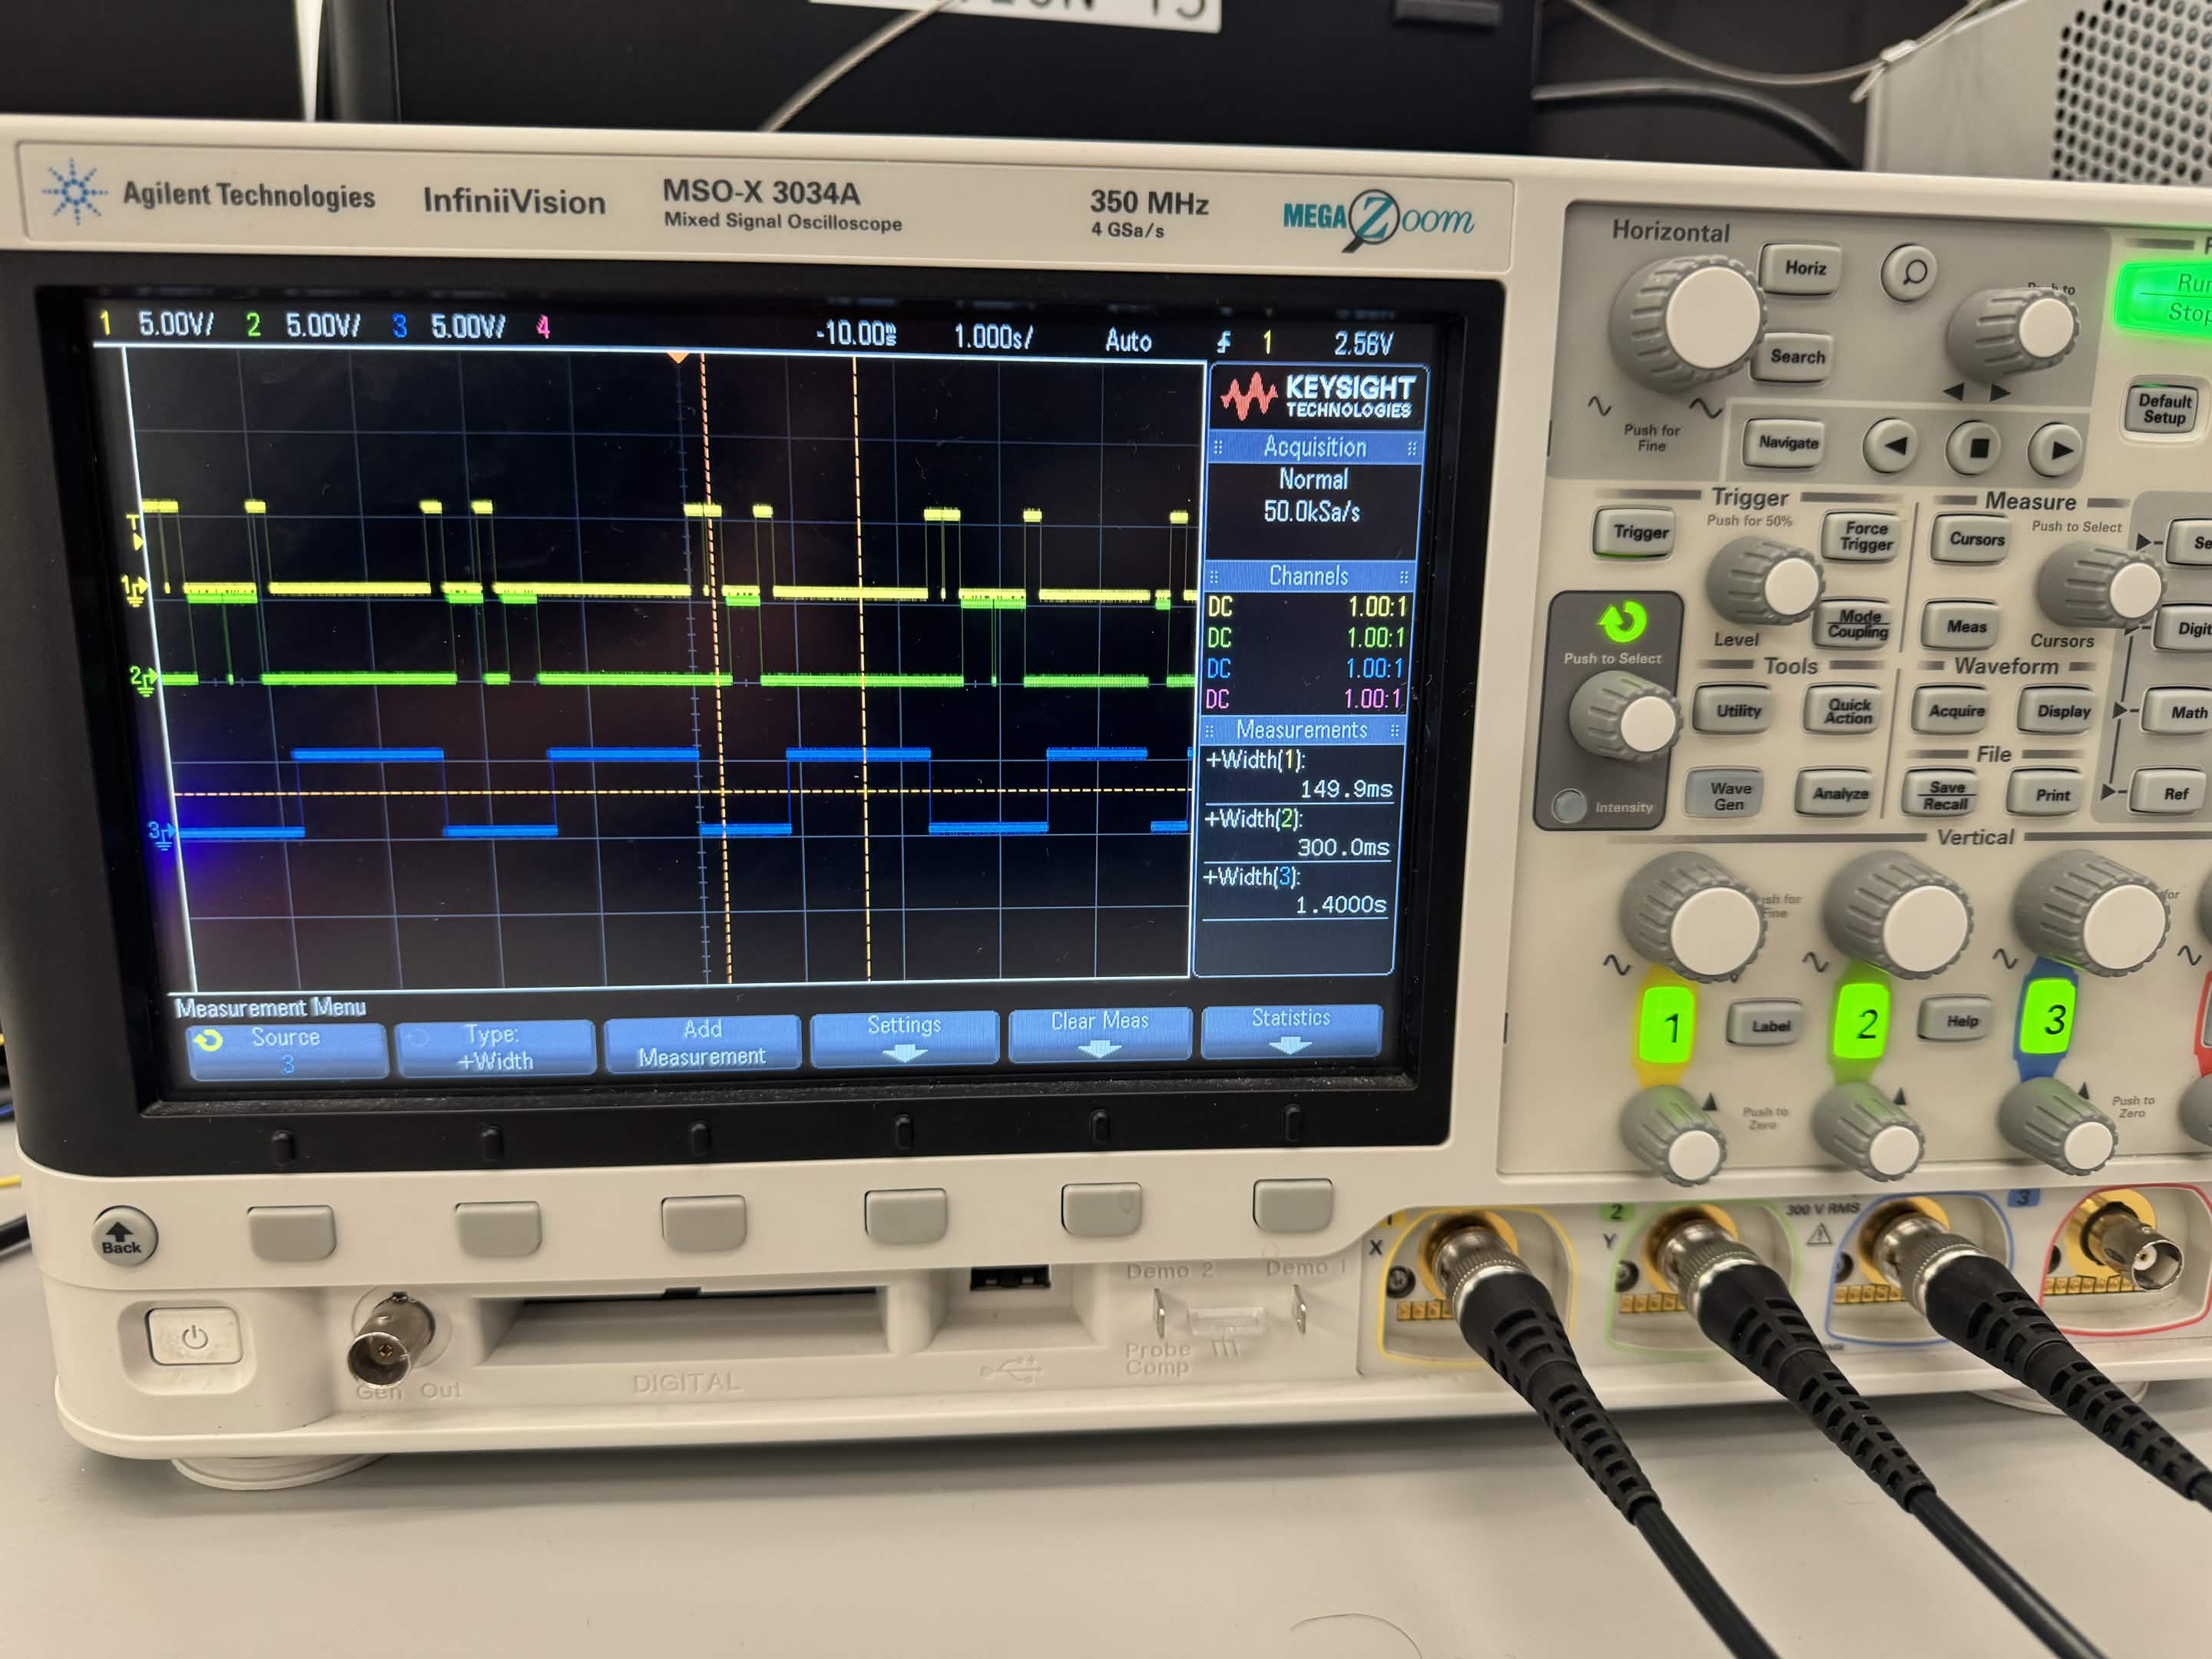 Agilent Technologies InfiniiVision MSO-X 3034A
Mixed Signal Oscilloscope
350 MHz
4 GSa/s
MEGA Zoom
1 5.00V/ 2 5.00V/ 3 5.00V/ 4 -10.00ms 1.000s/ Auto 1 2.56V
T
1
2
3
KEYSIGHT
TECHNOLOGIES
Acquisition
Normal
50.0kSa/s
Channels
DC 1.00:1
DC 1.00:1
DC 1.00:1
DC 1.00:1
Measurements
+Width(1):
149.9ms
+Width(2):
300.0ms
+Width(3):
1.4000s
Measurement Menu
Source
3
Type:
+Width
Add
Measurement
Settings
Clear Meas
Statistics
Back
Gen Out
DIGITAL
Demo 2
Demo 1
Probe
Comp
Horizontal
Horiz
Search
Push for
Fine
Navigate
Default
Setup
Trigger
Push for 50%
Trigger
Force
Trigger
Level
Mode
Coupling
Measure
Cursors
Push to Select
Meas
Cursors
Push to Select
Intensity
Tools
Utility
Quick
Action
Wave
Gen
Analyze
Waveform
Acquire
Display
File
Save
Recall
Print
Math
Ref
Vertical
1
Label
2
Help
3
Push to
Zero
Push to
Zero
X
2
Y
300 V RMS
3